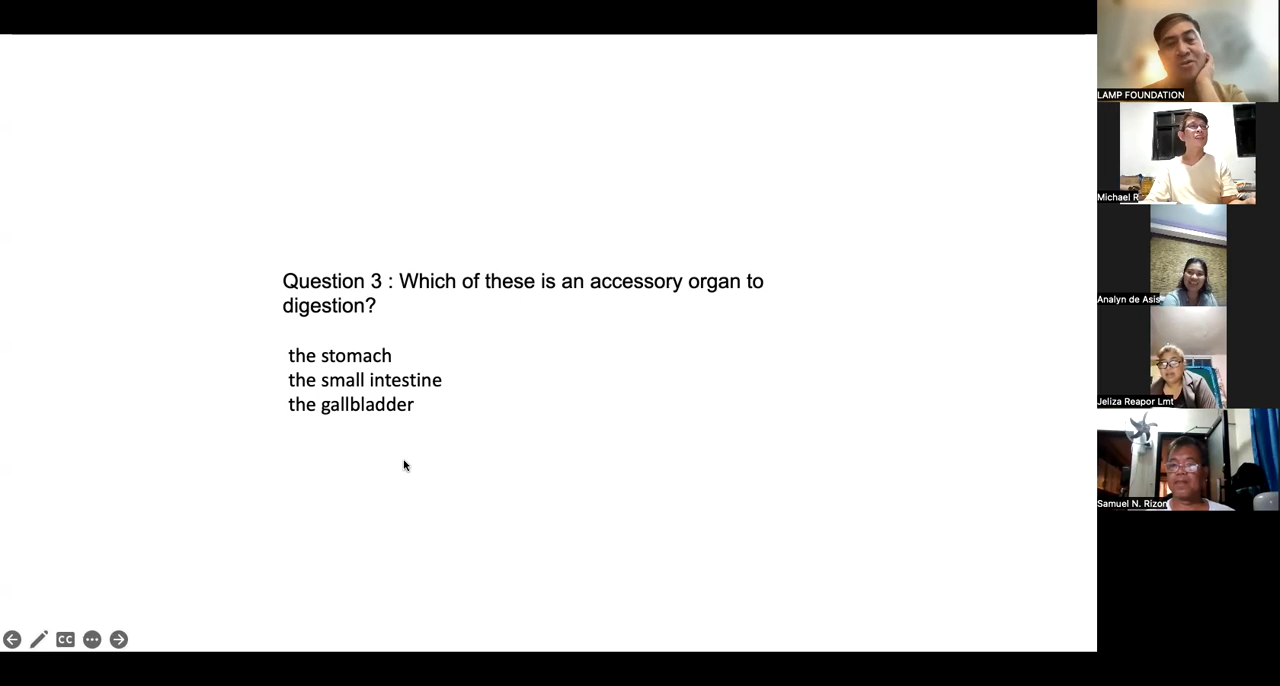 Question 3 : Which of these is an accessory organ to
digestion?
the stomach
the small intestine
the gallbladder
CC
LAMP FOUNDATION
Michael R
Analyn de Asis
Jeliza Reapor Lmt
Samuel N. Rizon